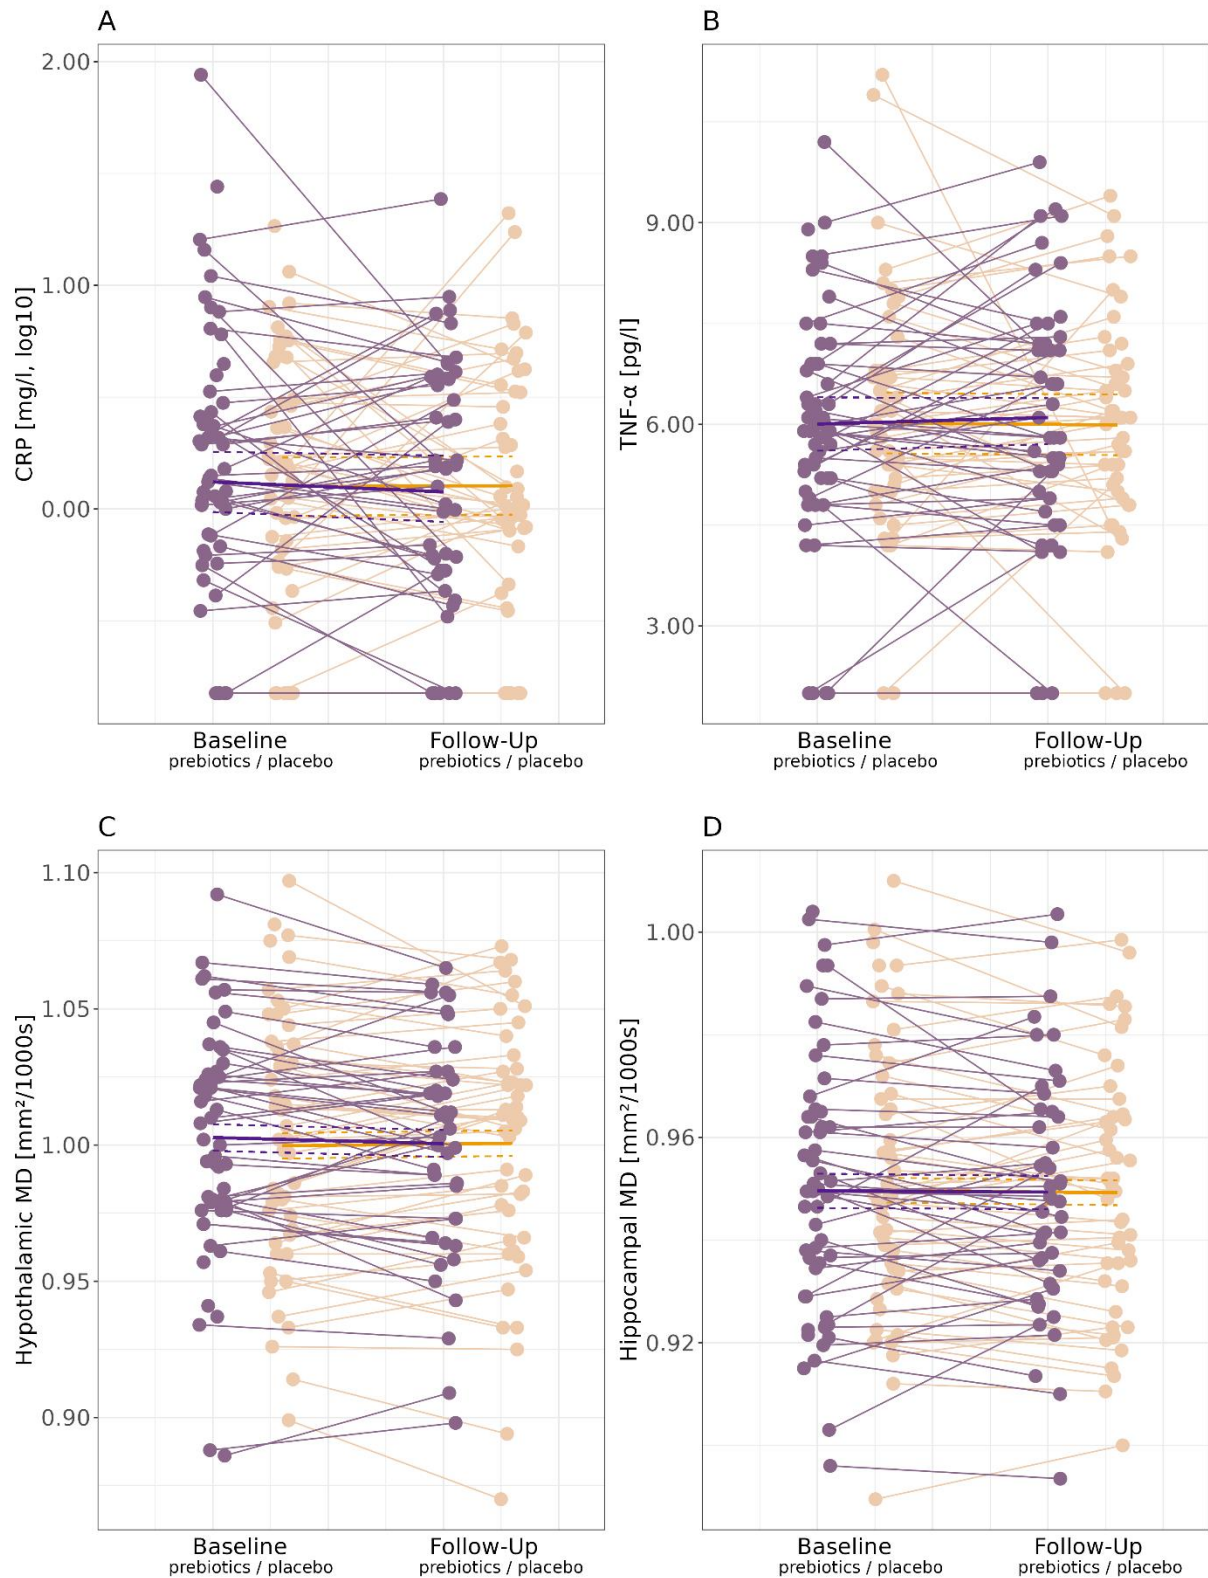 A
CRP [mg/l, log10]
2.00
1.00
0.00
Baseline
prebiotics / placebo
Follow-Up
prebiotics / placebo
B
TNF-α [pg/l]
9.00
6.00
3.00
Baseline
prebiotics / placebo
Follow-Up
prebiotics / placebo
C
Hypothalamic MD [mm²/1000s]
1.10
1.05
1.00
0.95
0.90
Baseline
prebiotics / placebo
Follow-Up
prebiotics / placebo
D
Hippocampal MD [mm²/1000s]
1.00
0.96
0.92
Baseline
prebiotics / placebo
Follow-Up
prebiotics / placebo